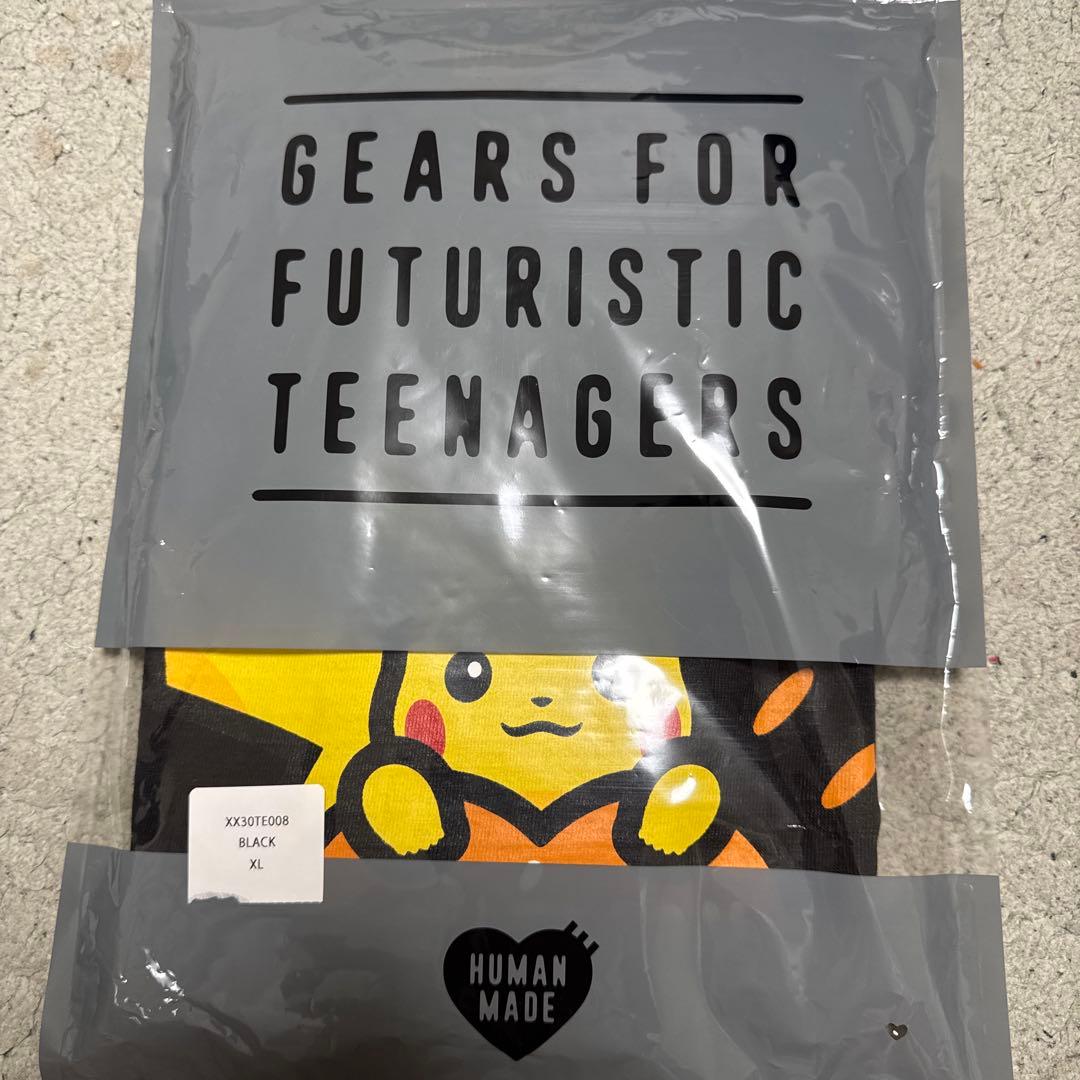 GEARS FOR
FUTURISTIC
TEENAGERS
XX30TE008
BLACK
XL
HUMAN
MADE